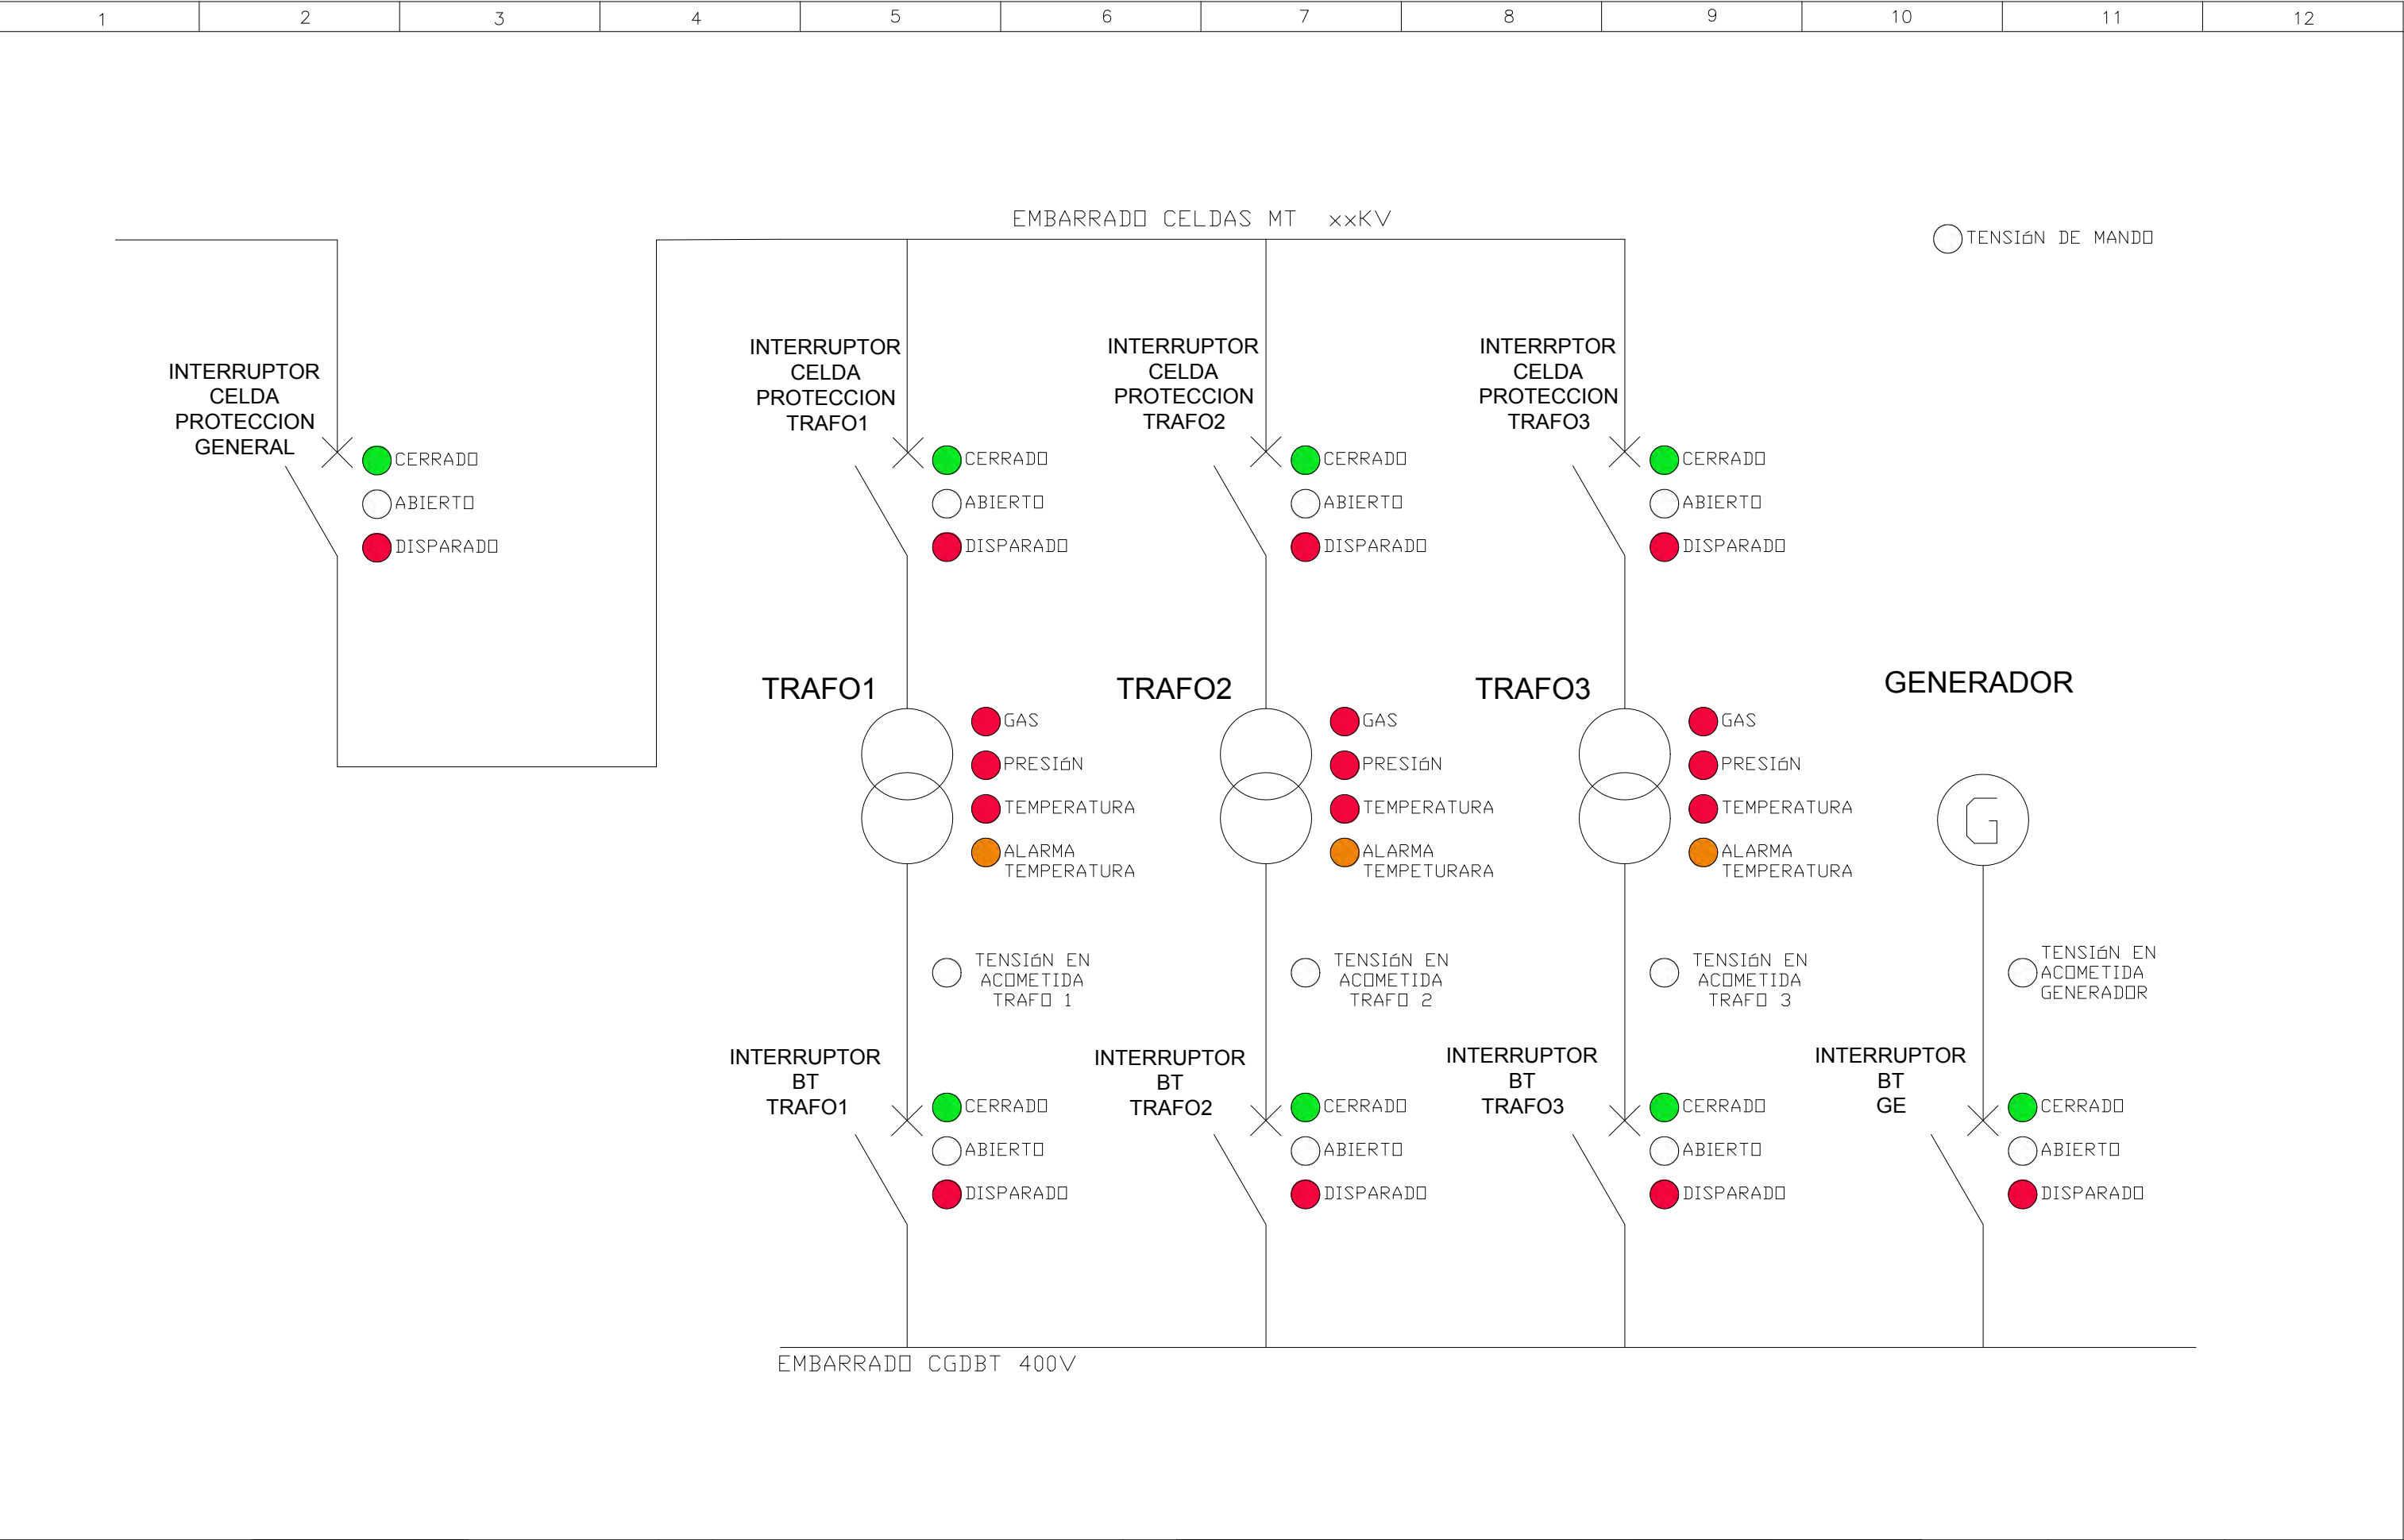 1 2 3 4 5 6 7 8 9 10 11 12
EMBARRADO CELDAS MT xxKV
TENSIóN DE MANDO
INTERRUPTOR
CELDA
PROTECCION
GENERAL
CERRADO
ABIERTO
DISPARADO
INTERRUPTOR
CELDA
PROTECCION
TRAFO1
CERRADO
ABIERTO
DISPARADO
INTERRUPTOR
CELDA
PROTECCION
TRAFO2
CERRADO
ABIERTO
DISPARADO
INTERRPTOR
CELDA
PROTECCION
TRAFO3
CERRADO
ABIERTO
DISPARADO
TRAFO1
GAS
PRESIóN
TEMPERATURA
ALARMA
TEMPERATURA
TRAFO2
GAS
PRESIóN
TEMPERATURA
ALARMA
TEMPETURARA
TRAFO3
GAS
PRESIóN
TEMPERATURA
ALARMA
TEMPERATURA
GENERADOR
G
TENSIóN EN
ACOMETIDA
TRAFO 1
TENSIóN EN
ACOMETIDA
TRAFO 2
TENSIóN EN
ACOMETIDA
TRAFO 3
TENSIóN EN
ACOMETIDA
GENERADOR
INTERRUPTOR
BT
TRAFO1
CERRADO
ABIERTO
DISPARADO
INTERRUPTOR
BT
TRAFO2
CERRADO
ABIERTO
DISPARADO
INTERRUPTOR
BT
TRAFO3
CERRADO
ABIERTO
DISPARADO
INTERRUPTOR
BT
GE
CERRADO
ABIERTO
DISPARADO
EMBARRADO CGDBT 400V